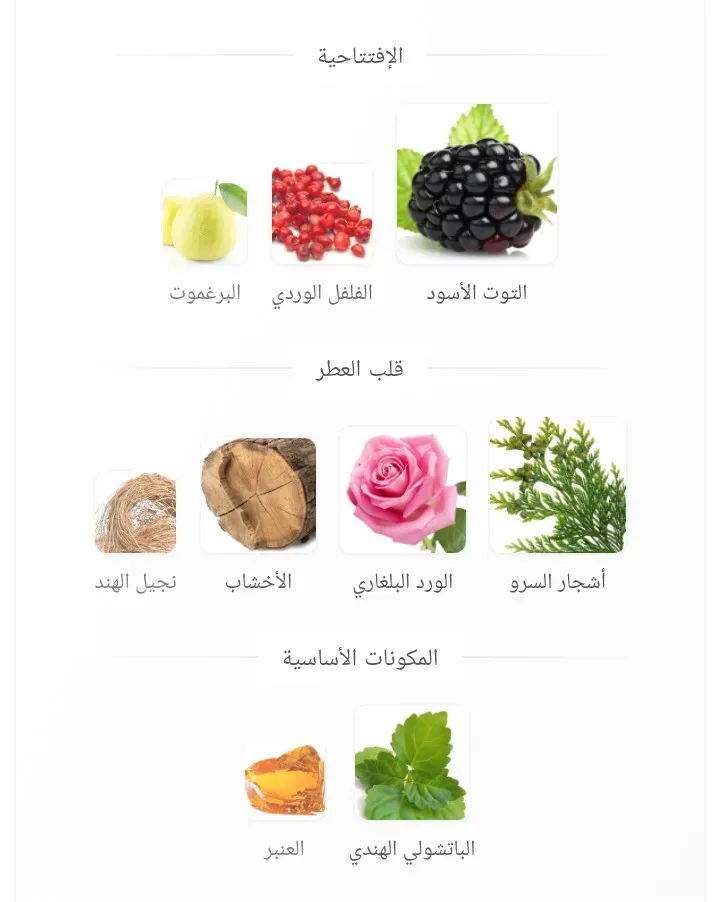 الإفتتاحية
التوت الأسود
الفلفل الوردي
البرغموت
قلب العطر
أشجار السرو
الورد البلغاري
الأخشاب
نجيل الهند
المكونات الأساسية
الباتشولي الهندي
العنبر